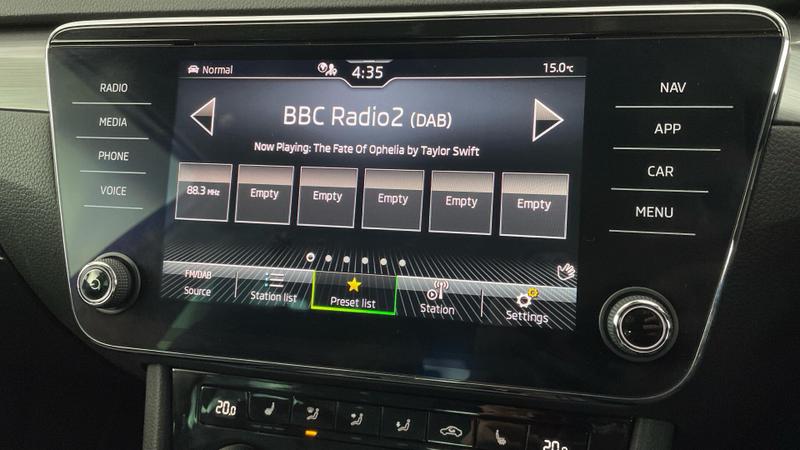 Normal
4:35
15.0°C
RADIO
MEDIA
PHONE
VOICE
NAV
APP
CAR
MENU
BBC Radio2 (DAB)
Now Playing: The Fate Of Ophelia by Taylor Swift
88.3 MHz
Empty
Empty
Empty
Empty
Empty
FM/DAB
Source
Station list
Preset list
Station
Settings
20.0
20.0